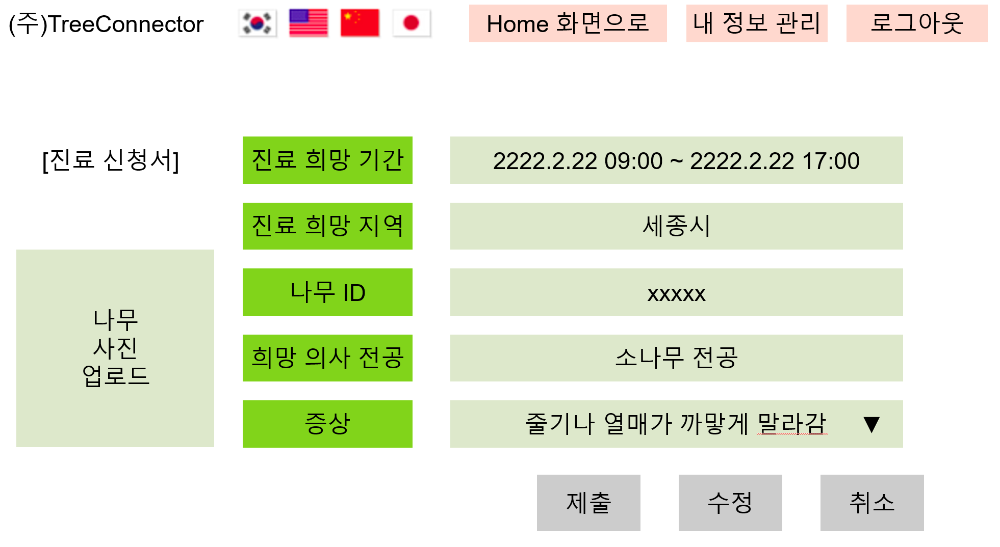 (주)TreeConnector
Home 화면으로
내 정보 관리
로그아웃
[진료 신청서]
진료 희망 기간
2222.2.22 09:00 ~ 2222.2.22 17:00
진료 희망 지역
세종시
나무 ID
xxxxx
나무
사진
업로드
희망 의사 전공
소나무 전공
증상
줄기나 열매가 까맣게 말라감 ▼
제출
수정
취소